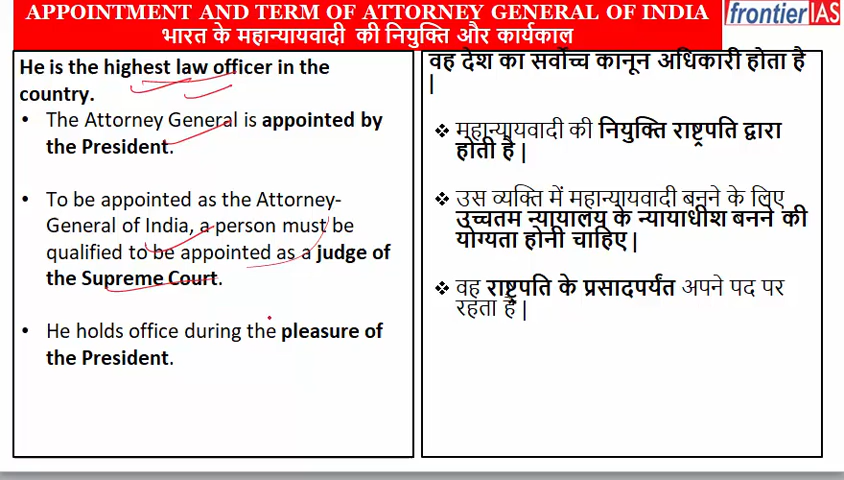 APPOINTMENT AND TERM OF ATTORNEY GENERAL OF INDIA
भारत के महान्यायवादी की नियुक्ति और कार्यकाल
frontier IAS
He is the highest law officer in the
country.
• The Attorney General is appointed by
the President.
• To be appointed as the Attorney-
General of India, a person must be
qualified to be appointed as a judge of
the Supreme Court.
• He holds office during the pleasure of
the President.
वह देश का सर्वोच्च कानून अधिकारी होता है
|
❖ महान्यायवादी की नियुक्ति राष्ट्रपति द्वारा
होती है |
❖ उस व्यक्ति में महान्यायवादी बनने के लिए
उच्चतम न्यायालय के न्यायाधीश बनने की
योग्यता होनी चाहिए |
❖ वह राष्ट्रपति के प्रसादपर्यंत अपने पद पर
रहता है |